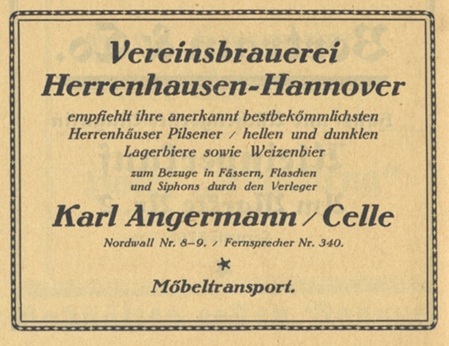 Vereinsbrauerei
Herrenhausen-Hannover
empfiehlt ihre anerkannt bestbekömmlichsten
Herrenhäuser Pilsener / hellen und dunklen
Lagerbiere sowie Weizenbier
zum Bezuge in Fässern, Flaschen
und Siphons durch den Verleger
Karl Angermann / Celle
Nordwall Nr. 8-9. / Fernsprecher Nr. 340.
*
Möbeltransport.